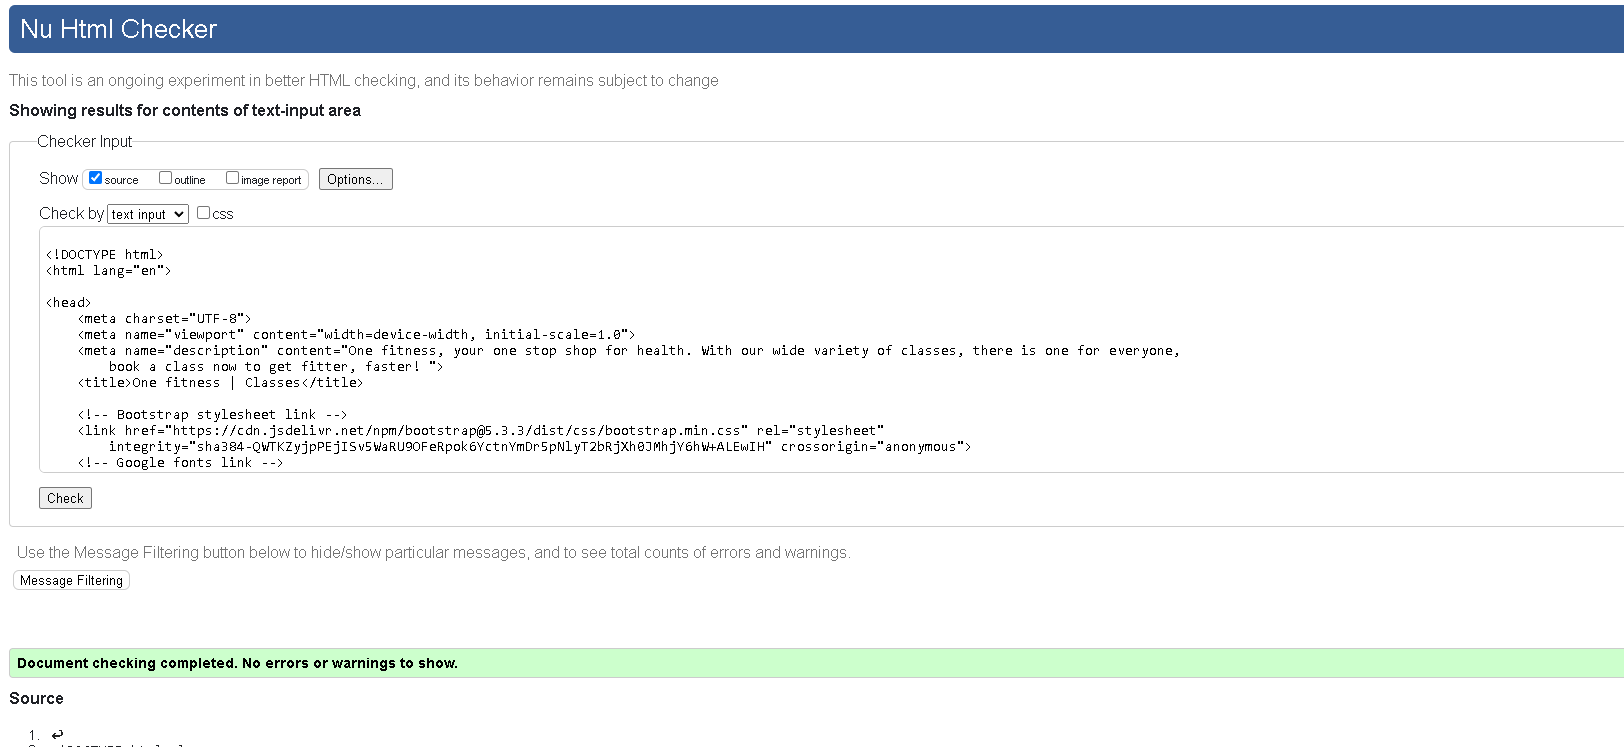 Nu Html Checker
This tool is an ongoing experiment in better HTML checking, and its behavior remains subject to change
Showing results for contents of text-input area
Checker Input
Show source outline image report Options...
Check by text input css
<!DOCTYPE html>
<html lang="en">
<head>
<meta charset="UTF-8">
<meta name="viewport" content="width=device-width, initial-scale=1.0">
<meta name="description" content="One fitness, your one stop shop for health. With our wide variety of classes, there is one for everyone,
book a class now to get fitter, faster! ">
<title>One fitness | Classes</title>
<!-- Bootstrap stylesheet link -->
<link href="https://cdn.jsdelivr.net/npm/bootstrap@5.3.3/dist/css/bootstrap.min.css" rel="stylesheet"
integrity="sha384-QWTKZyjpPEjISv5WaRU9OFeRpok6YctnYmDr5pNlyT2bRjXh0JMhjY6hW+ALEwIH" crossorigin="anonymous">
<!-- Google fonts link -->
Check
Use the Message Filtering button below to hide/show particular messages, and to see total counts of errors and warnings.
Message Filtering
Document checking completed. No errors or warnings to show.
Source
1. ↩